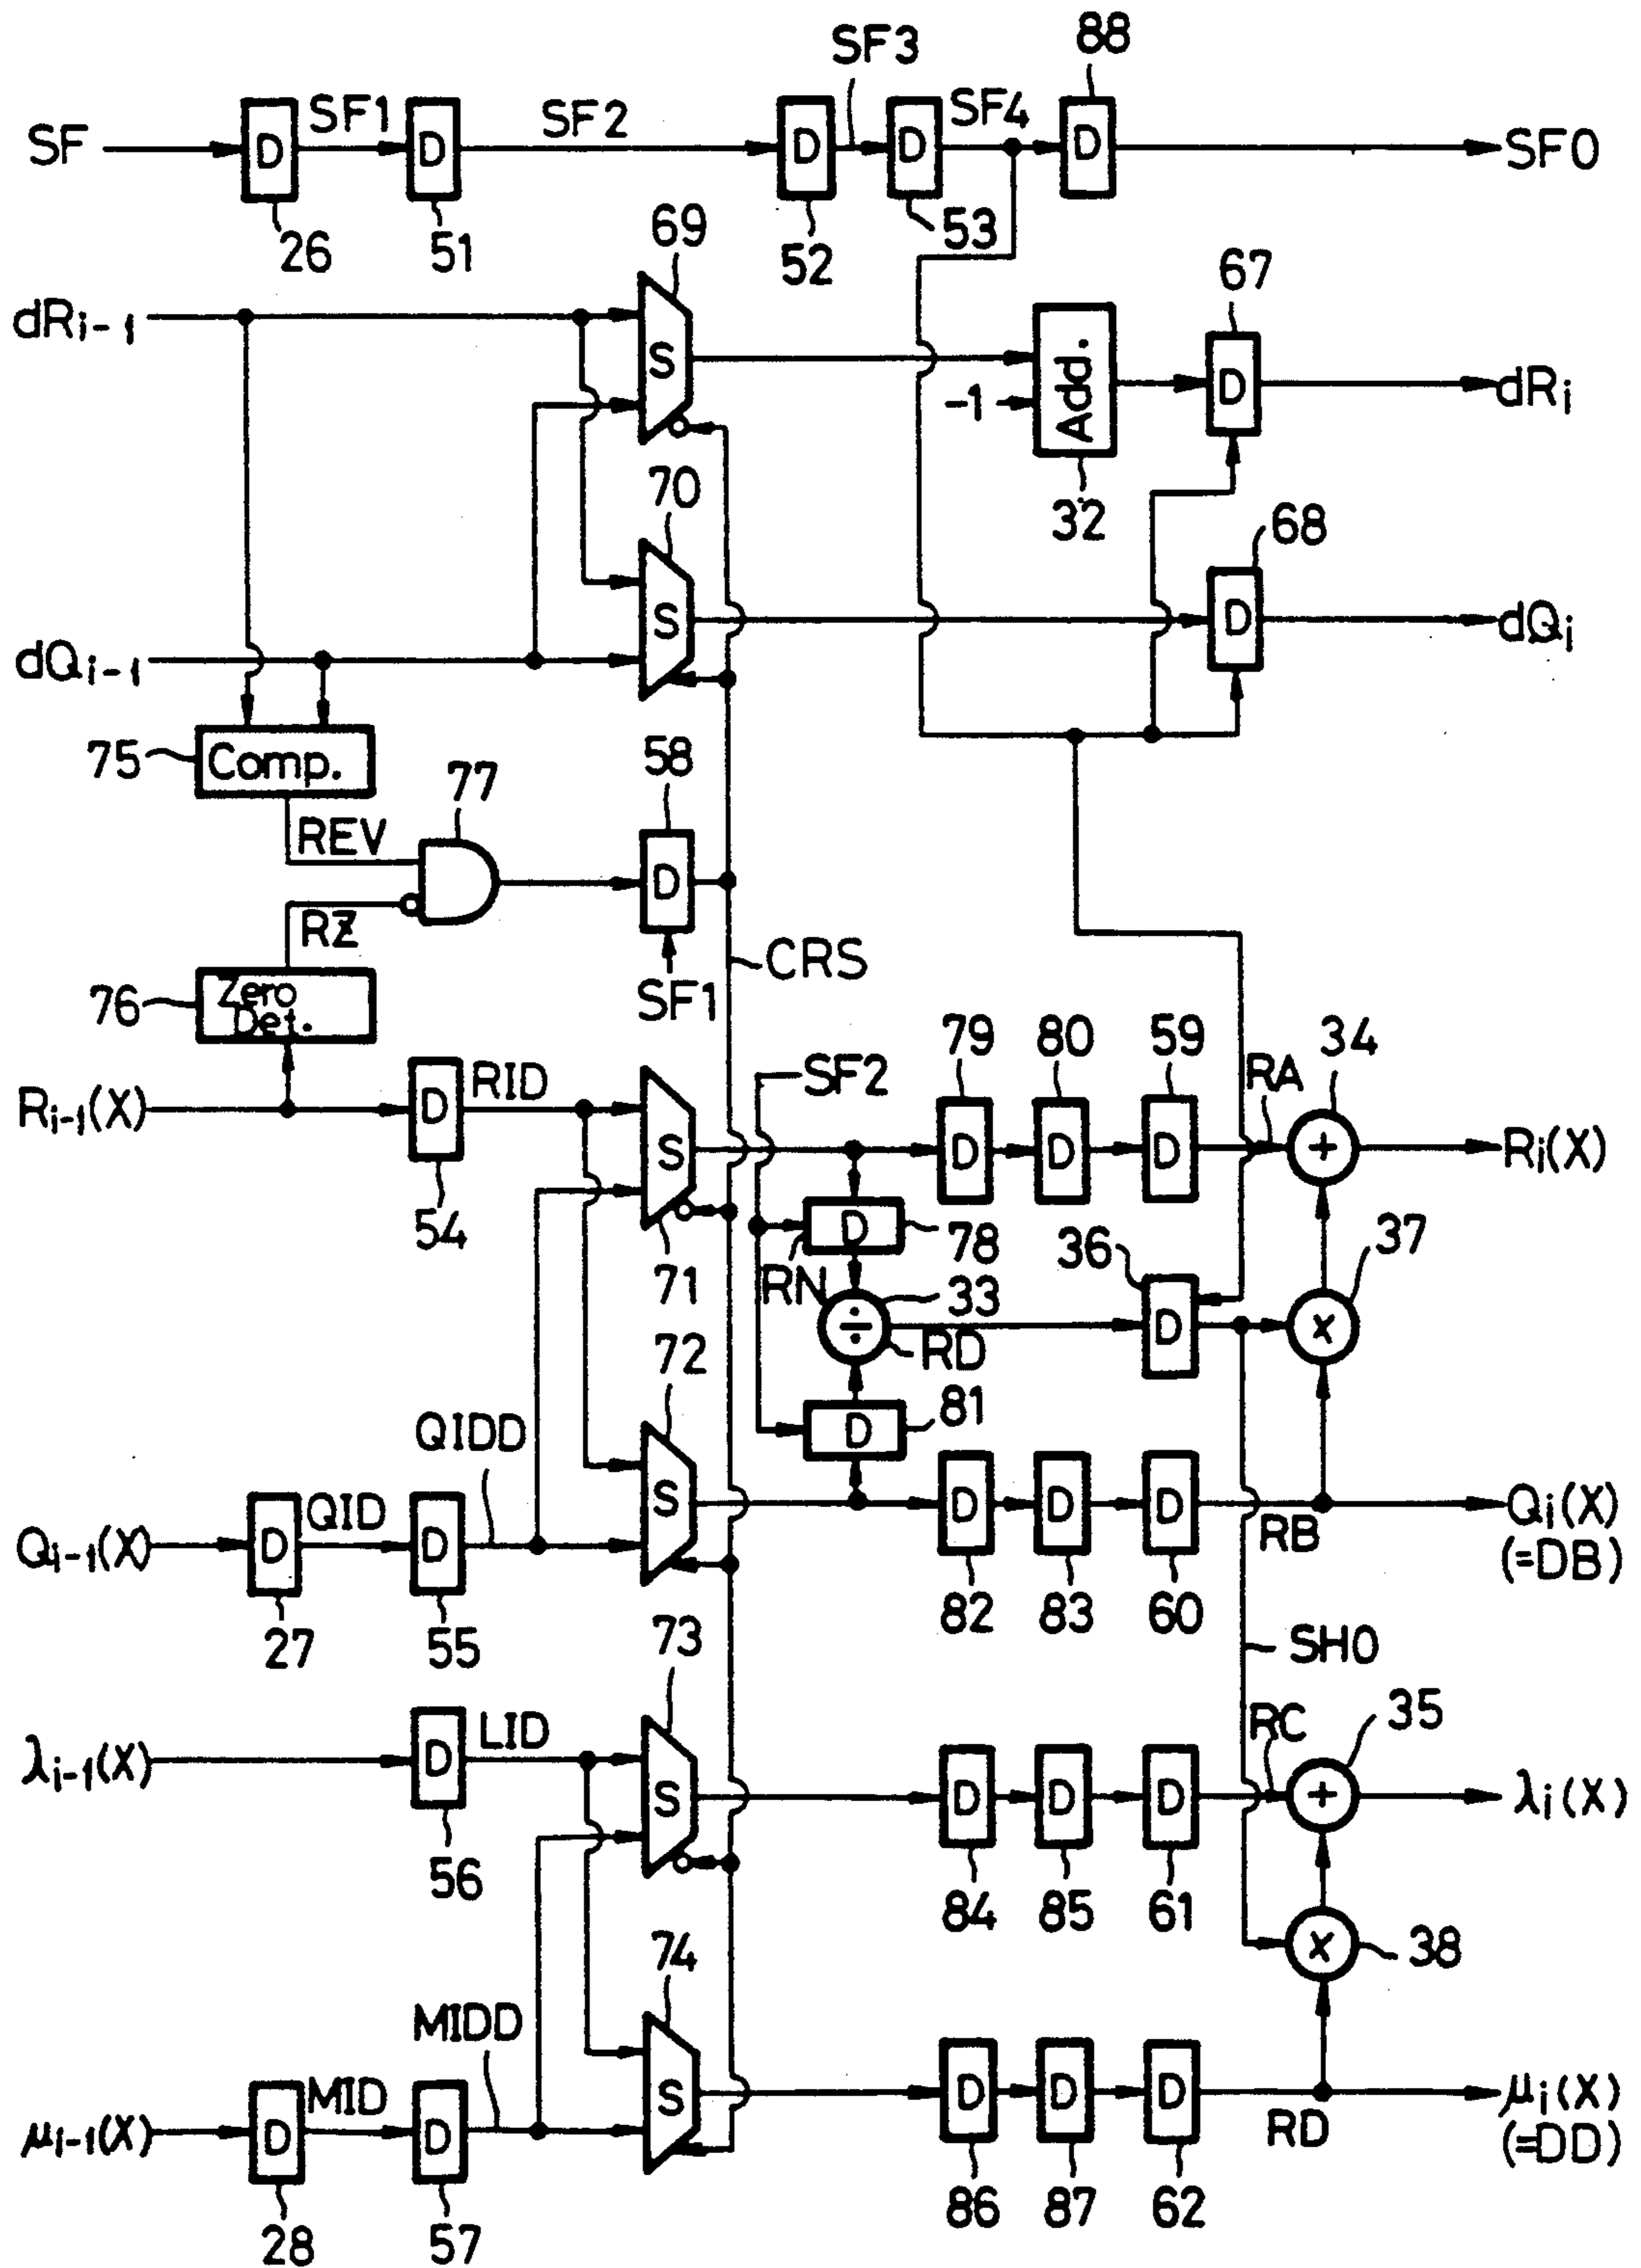 88
SF3
SF
D
SF1
D
SF2
D
D
SF4
D
SF0
26
51
52
53
69
67
dRi-1
S
-1
Add.
D
dRi
32
70
68
S
D
dQi
dQi-1
75
Comp.
77
58
REV
D
RZ
CRS
SF1
76
Zero
Det.
79
80
59
34
SF2
RA
Ri-1(X)
D
RID
S
D
D
D
+
Ri(X)
54
71
D
78
36
37
RN
33
÷
D
x
RD
72
81
D
QIDD
QID
S
D
D
D
Qi(X)
(=DB)
RB
Qi-1(X)
D
D
27
55
82
83
60
73
SH0
LID
RC
35
λi-1(X)
D
S
D
D
D
+
λi(X)
56
84
85
61
74
x
38
MIDD
MID
S
D
D
D
μi(X)
(=DD)
RD
μi-1(X)
D
D
28
57
86
87
62